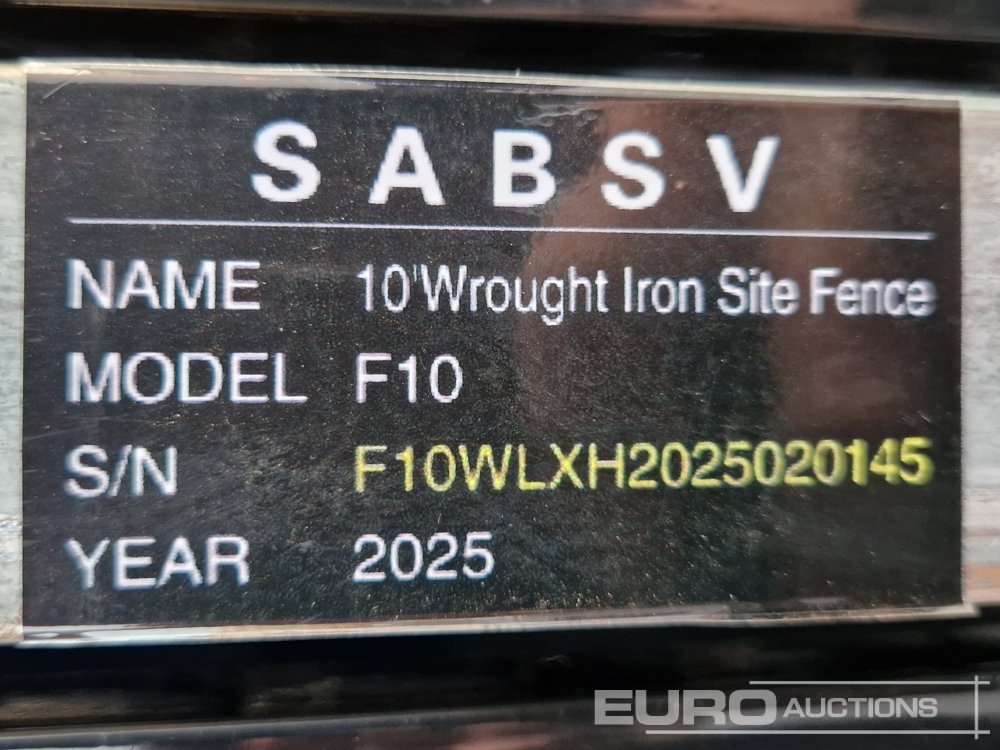 SABSV
NAME 10'Wrought Iron Site Fence
MODEL F10
S/N F10WLXH2025020145
YEAR 2025
EURO AUCTIONS